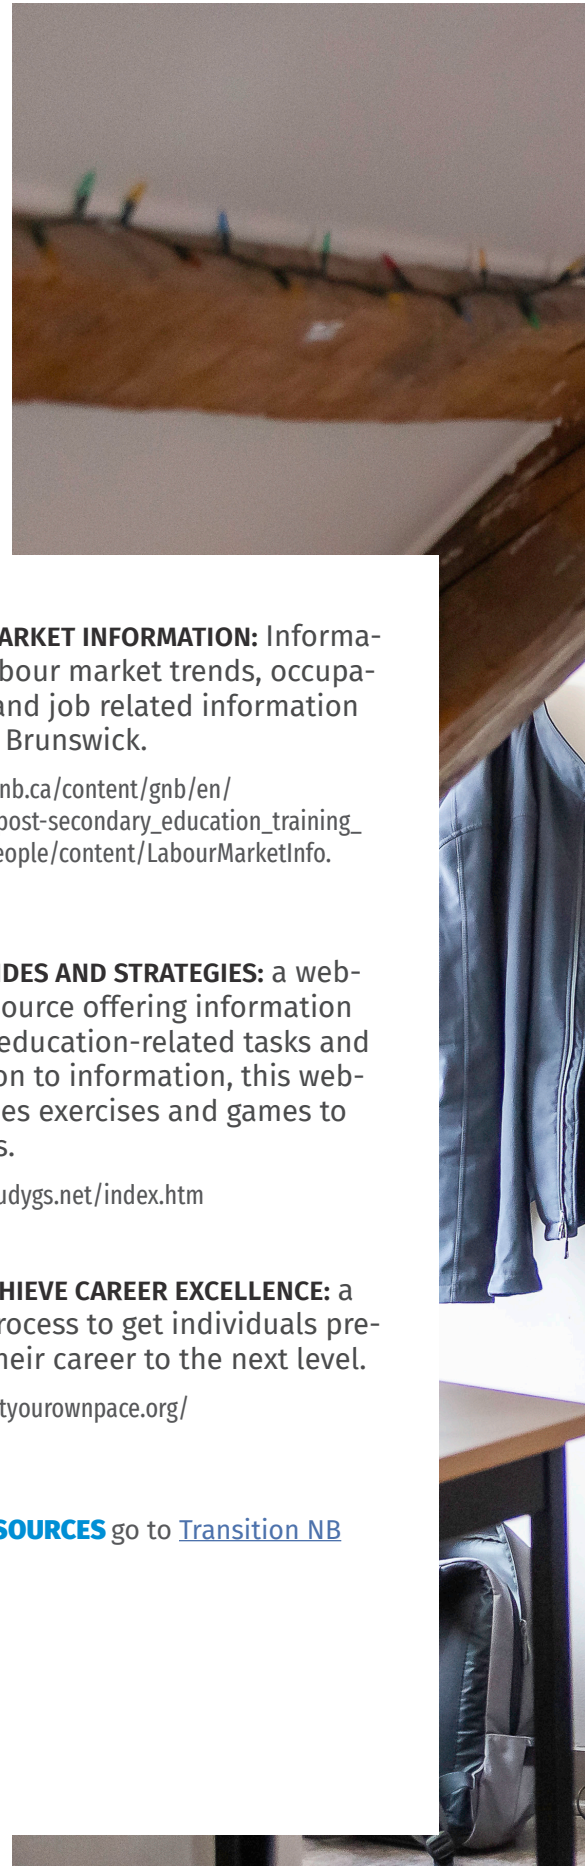 ARKET INFORMATION: Informa-
bour market trends, occupa-
and job related information
Brunswick.
nb.ca/content/gnb/en/
post-secondary_education_training_
eople/content/LabourMarketInfo.
IDES AND STRATEGIES: a web-
ource offering information
education-related tasks and
on to information, this web-
es exercises and games to
s.
udygs.net/index.htm
HIEVE CAREER EXCELLENCE: a
rocess to get individuals pre-
heir career to the next level.
tyourownpace.org/
SOURCES go to Transition NB